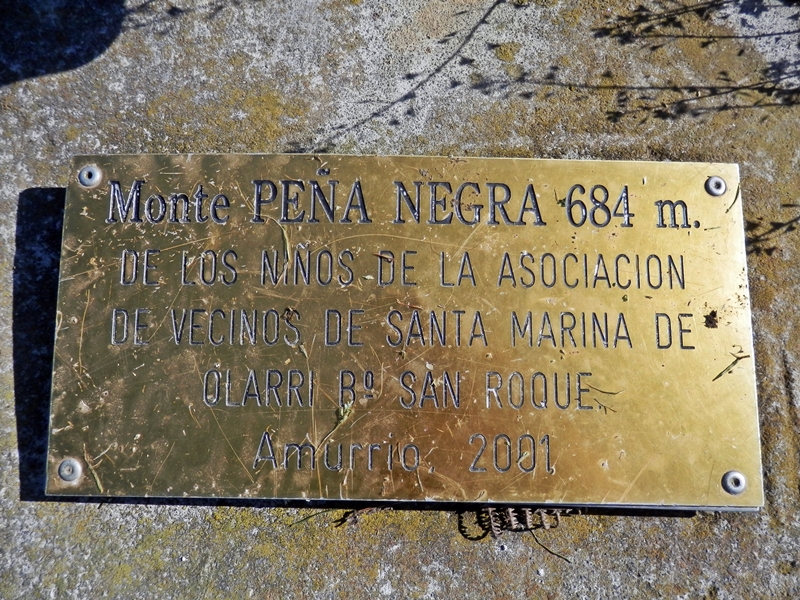 Monte PEÑA NEGRA 684 m.
DE LOS NIÑOS DE LA ASOCIACION
DE VECINOS DE SANTA MARINA DE
OLARRI Bº SAN ROQUE.
Amurrio, 2001